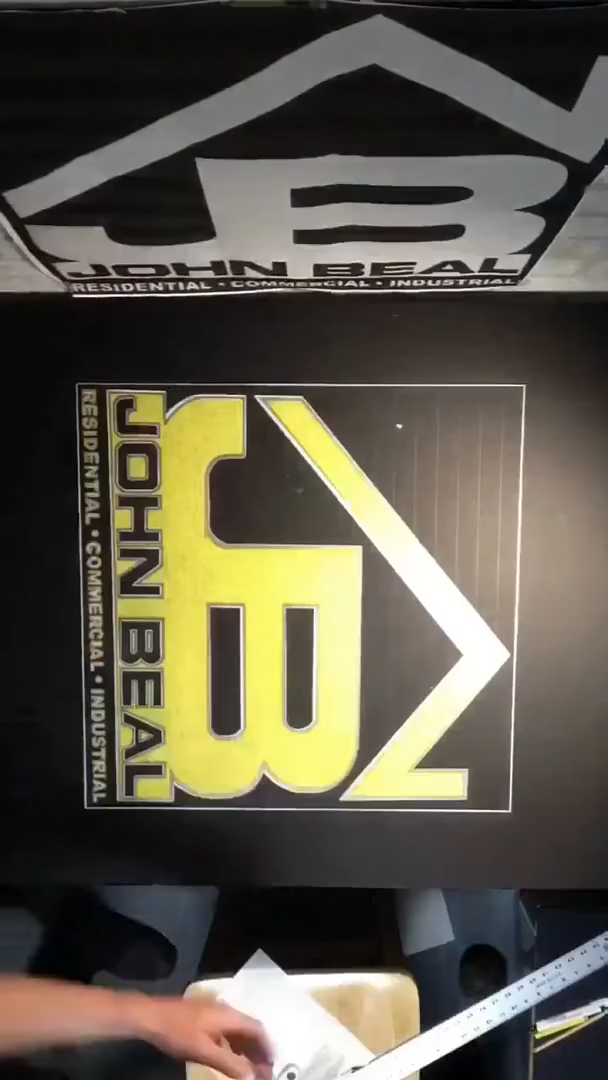 JB
JOHN BEAL
RESIDENTIAL • COMMERCIAL • INDUSTRIAL
JB
JOHN BEAL
RESIDENTIAL • COMMERCIAL • INDUSTRIAL